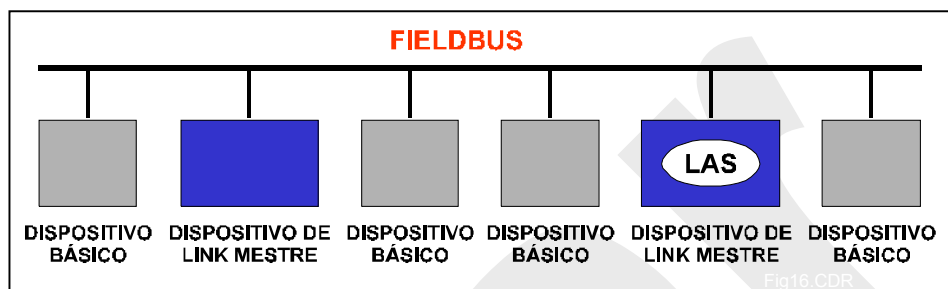 FIELDBUS
LAS
DISPOSITIVO
BÁSICO
DISPOSITIVO DE
LINK MESTRE
DISPOSITIVO
BÁSICO
DISPOSITIVO
BÁSICO
DISPOSITIVO DE
LINK MESTRE
DISPOSITIVO
BÁSICO
Fig16.CDR